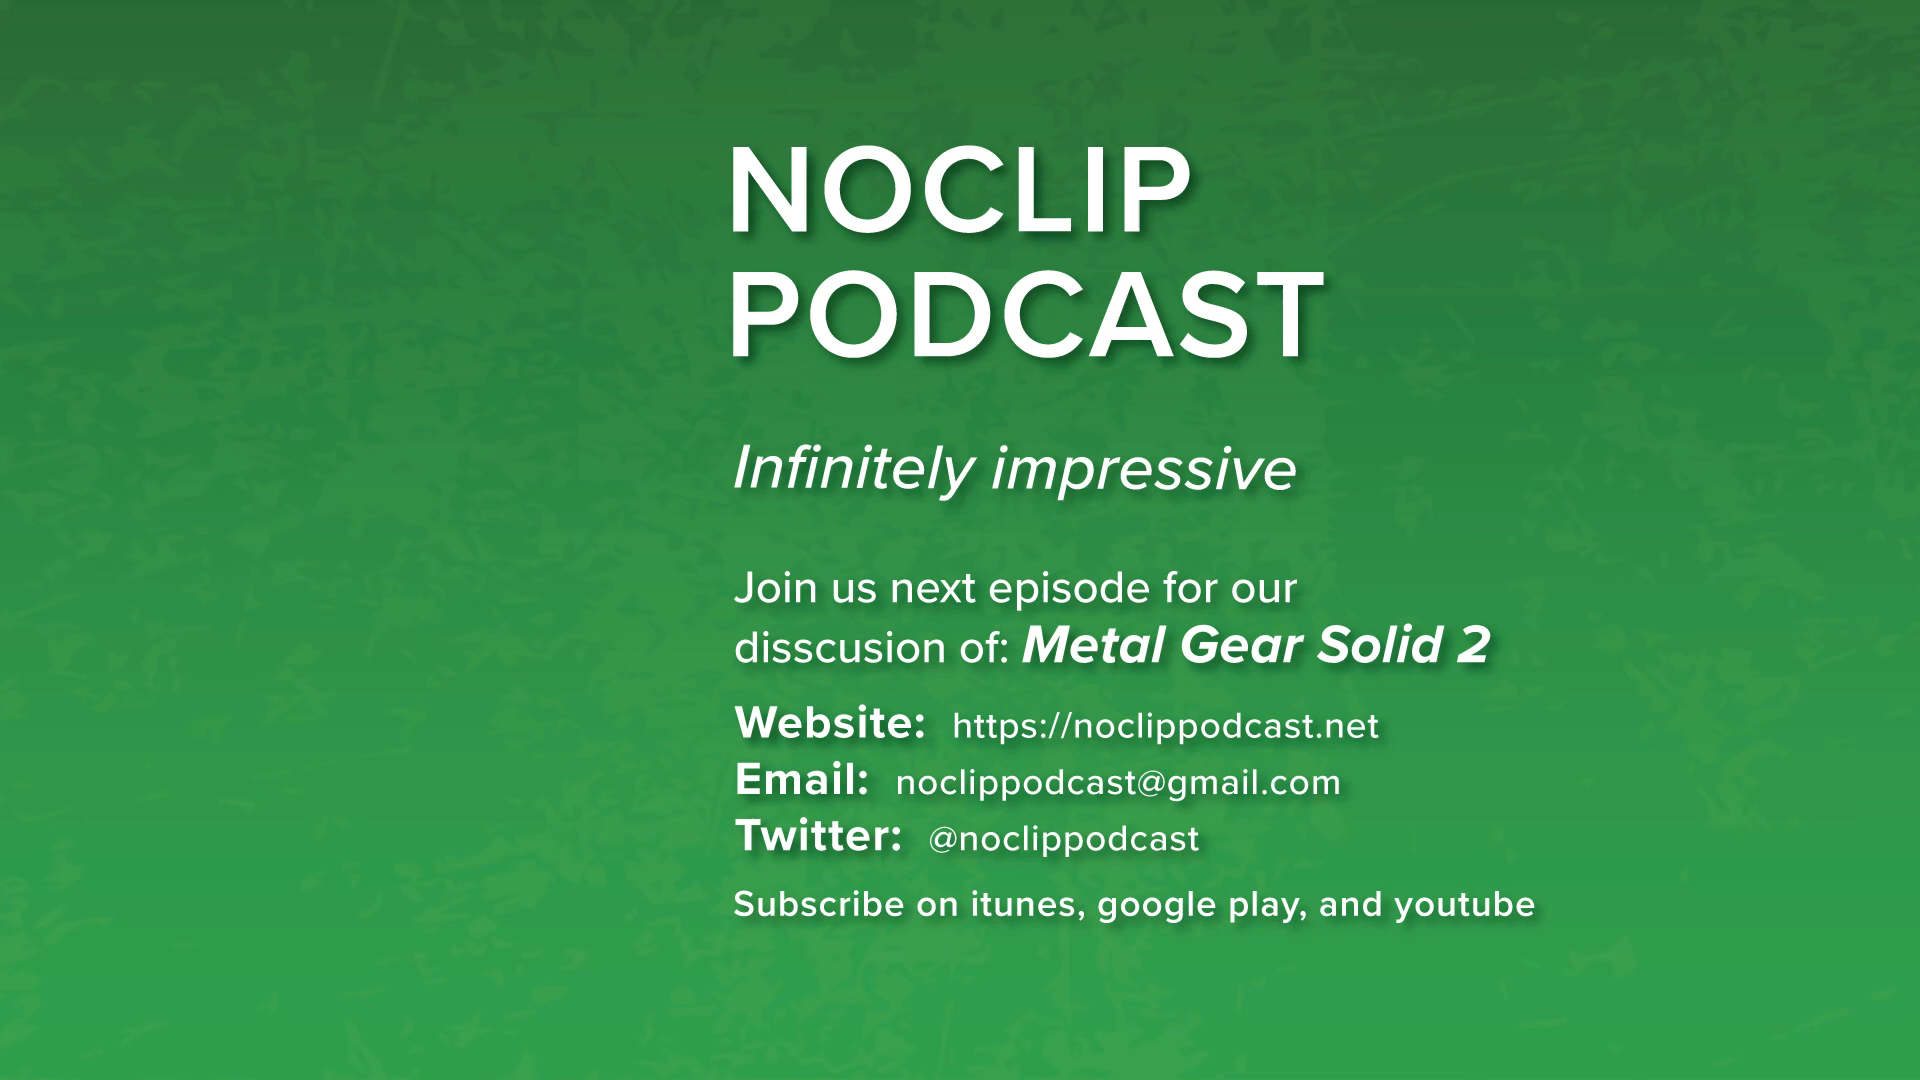 NOCLIP
PODCAST
Infinitely impressive
Join us next episode for our
disscusion of: Metal Gear Solid 2
Website: https://noclippodcast.net
Email: noclippodcast@gmail.com
Twitter: @noclippodcast
Subscribe on itunes, google play, and youtube